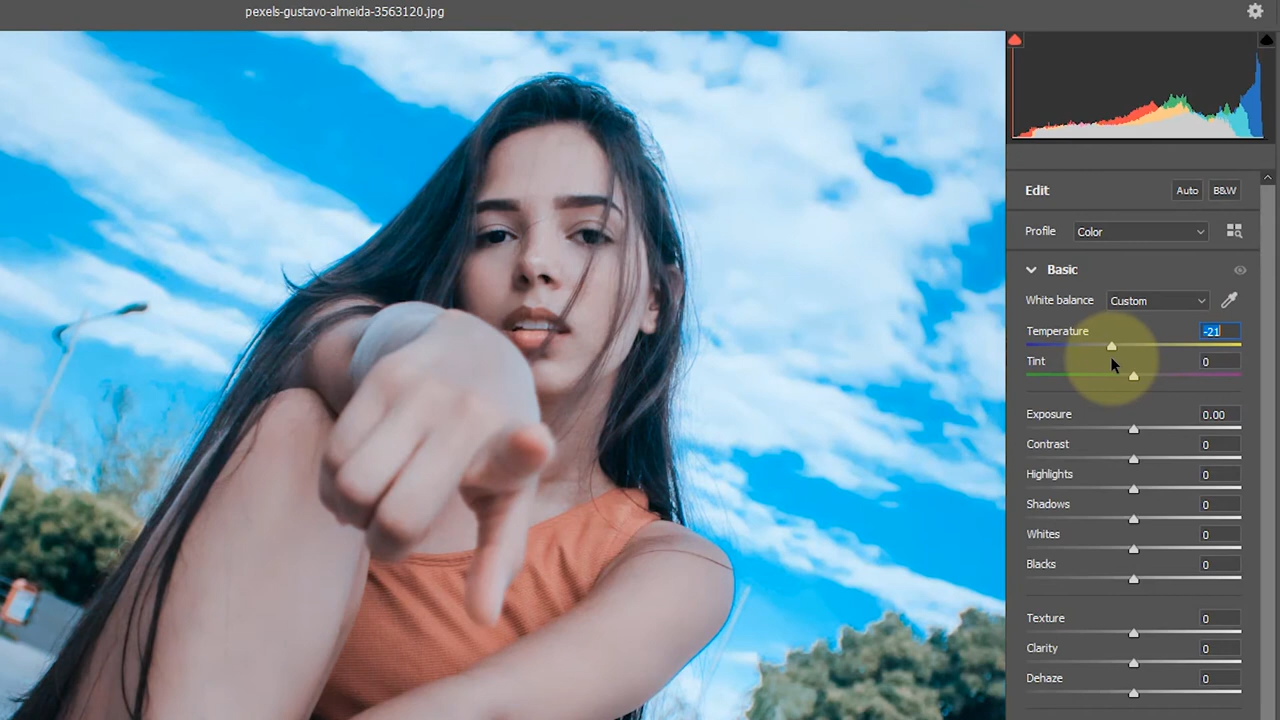 pexels-gustavo-almeida-3563120.jpg
Edit Auto B&W
Profile Color
Basic
White balance Custom
Temperature -21
Tint 0
Exposure 0.00
Contrast 0
Highlights 0
Shadows 0
Whites 0
Blacks 0
Texture 0
Clarity 0
Dehaze 0